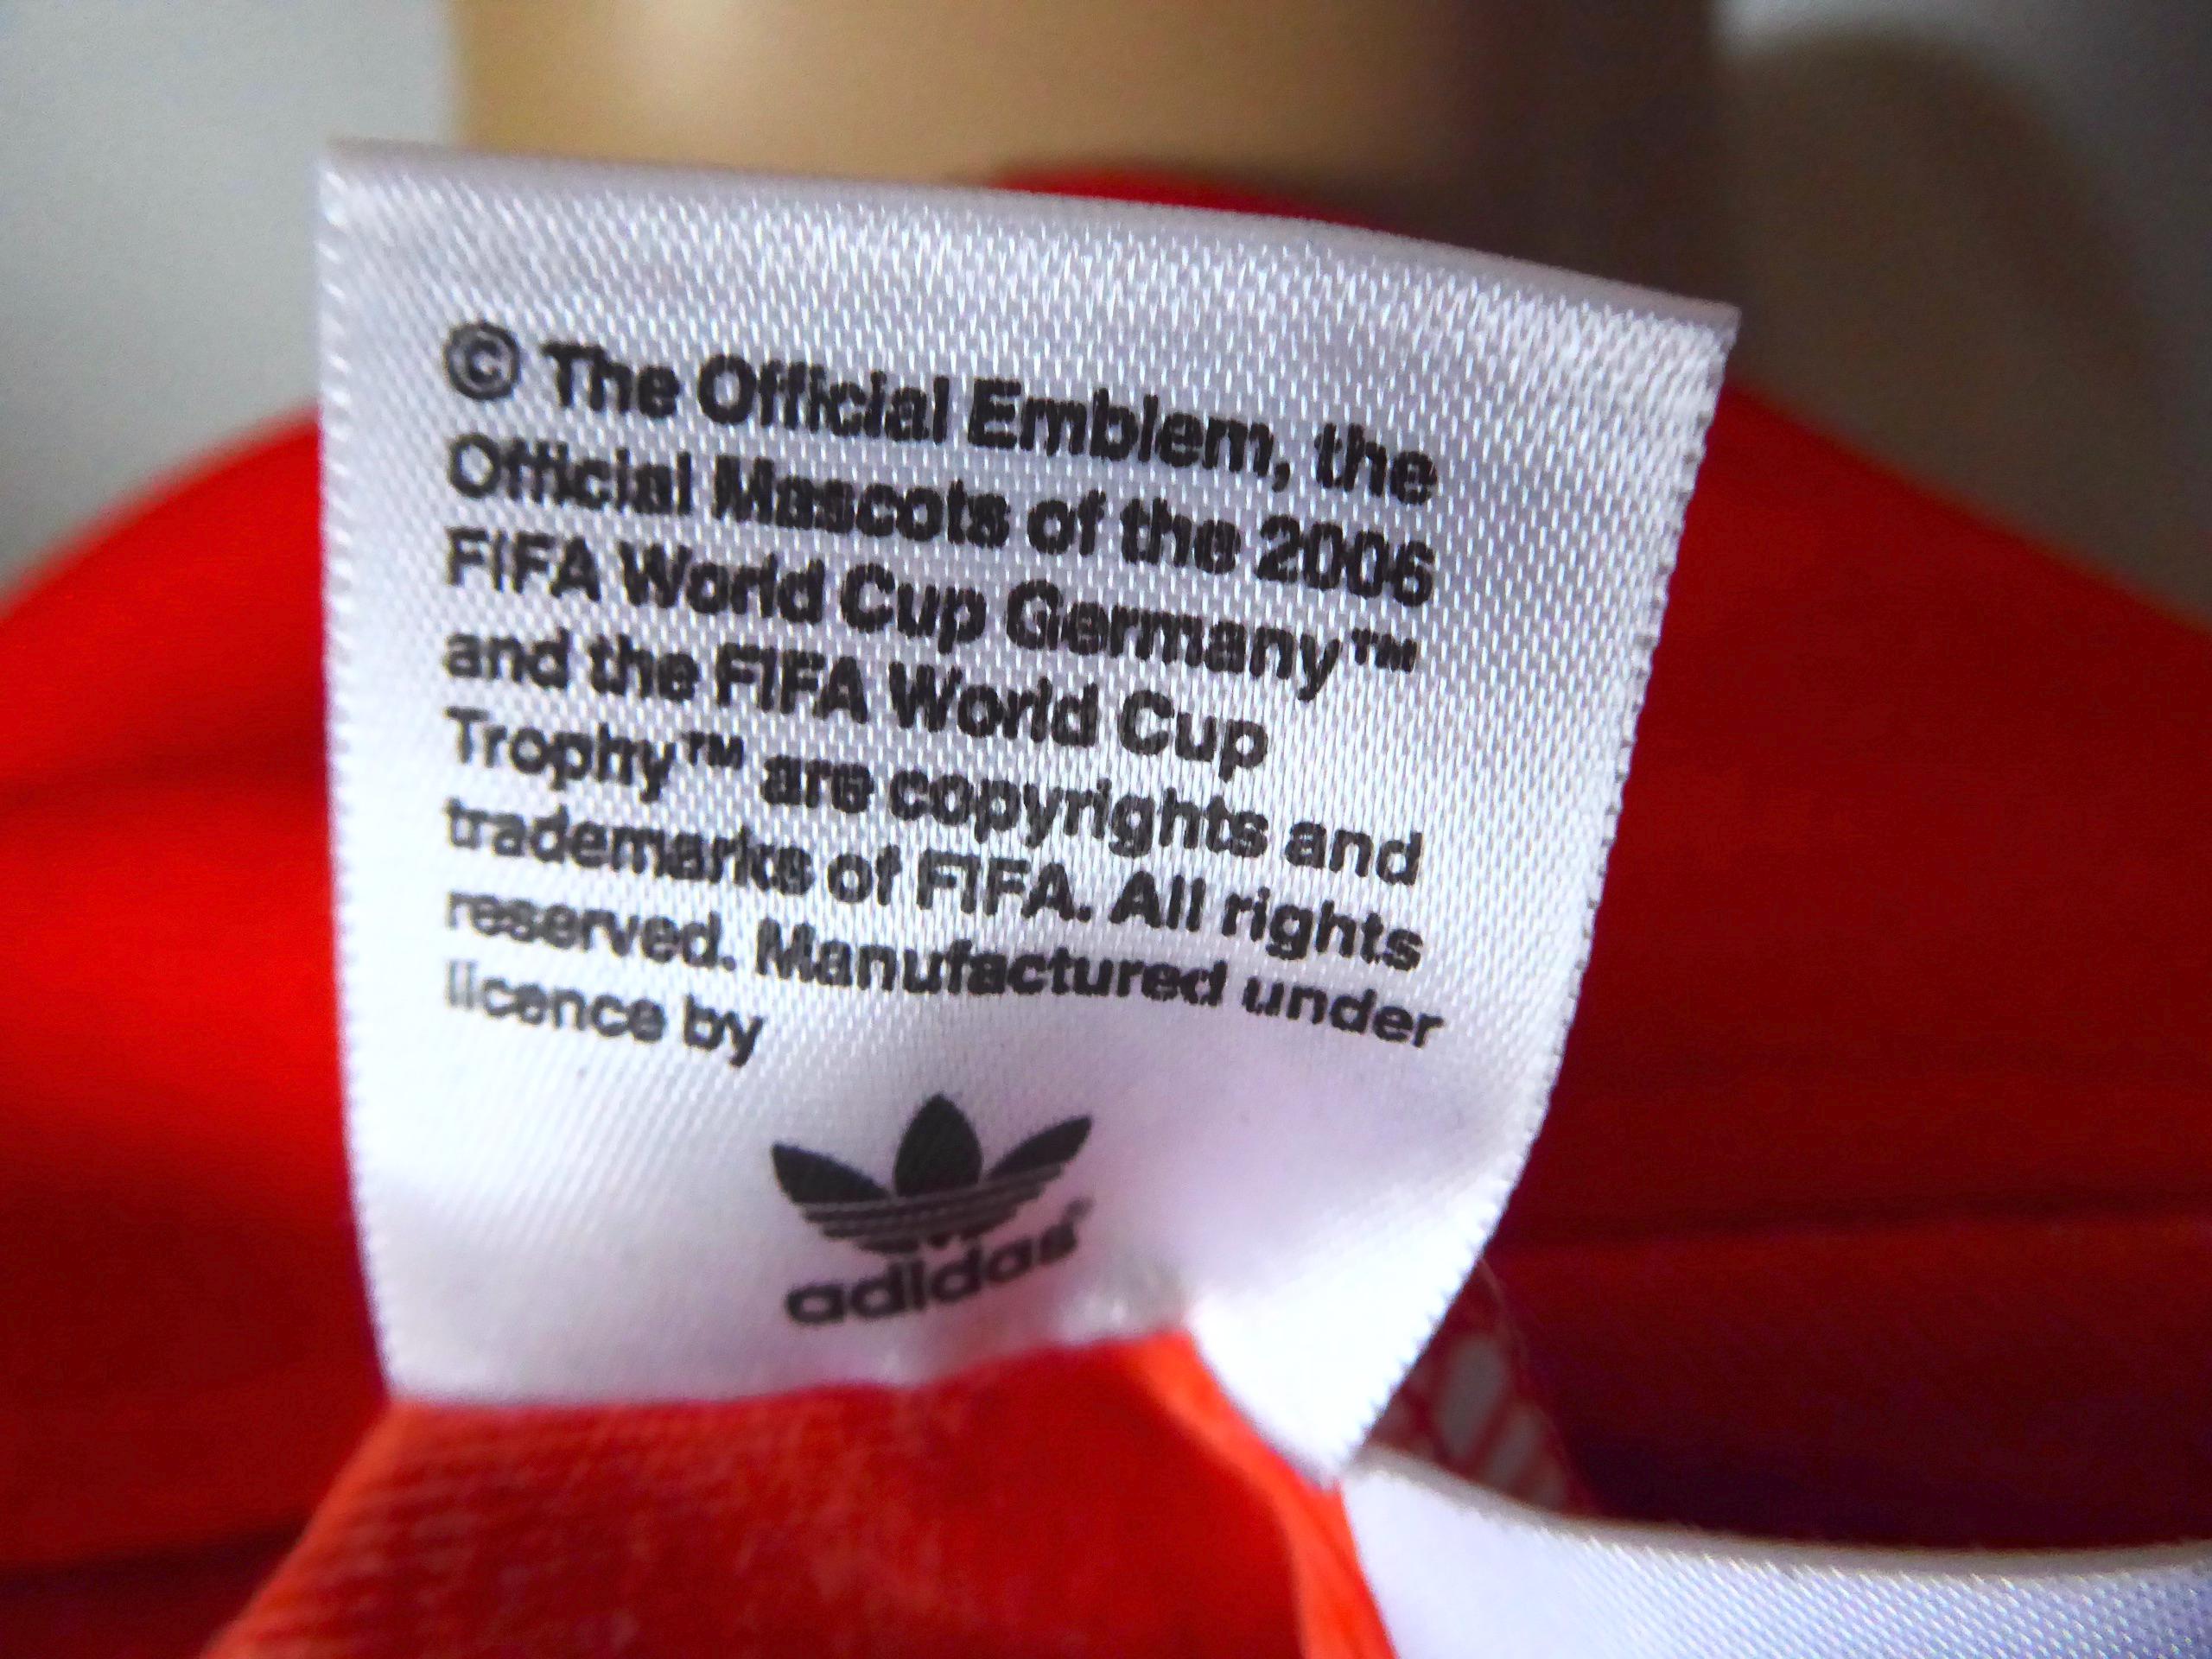 © The Official Emblem, the
Official Mascots of the 2006
FIFA World Cup Germany™
and the FIFA World Cup
Trophy™ are copyrights and
trademarks of FIFA. All rights
reserved. Manufactured under
licence by
adidas®